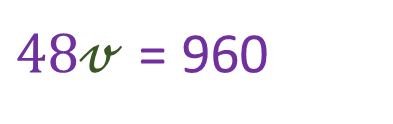 48𝓋 = 960